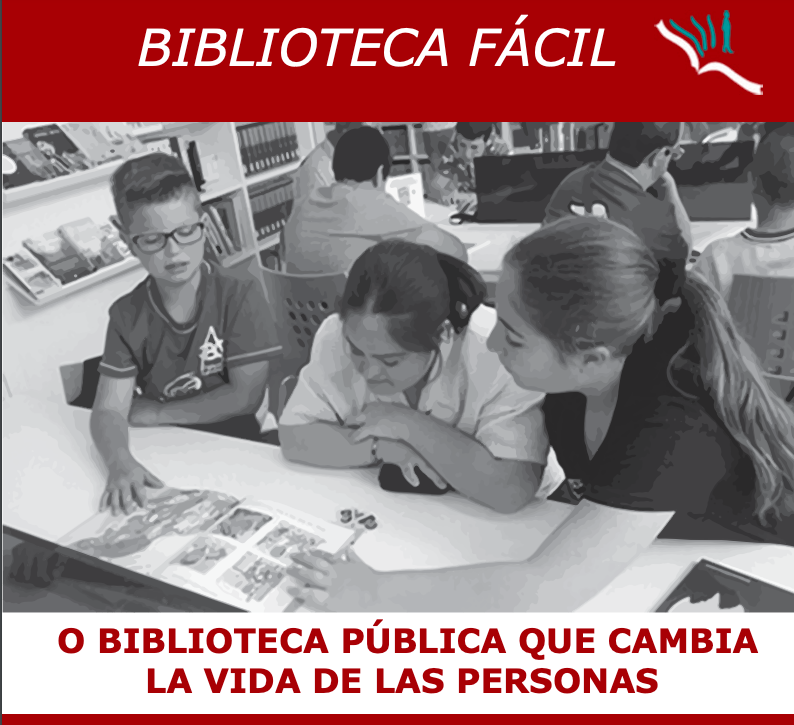 BIBLIOTECA FÁCIL
O BIBLIOTECA PÚBLICA QUE CAMBIA
LA VIDA DE LAS PERSONAS